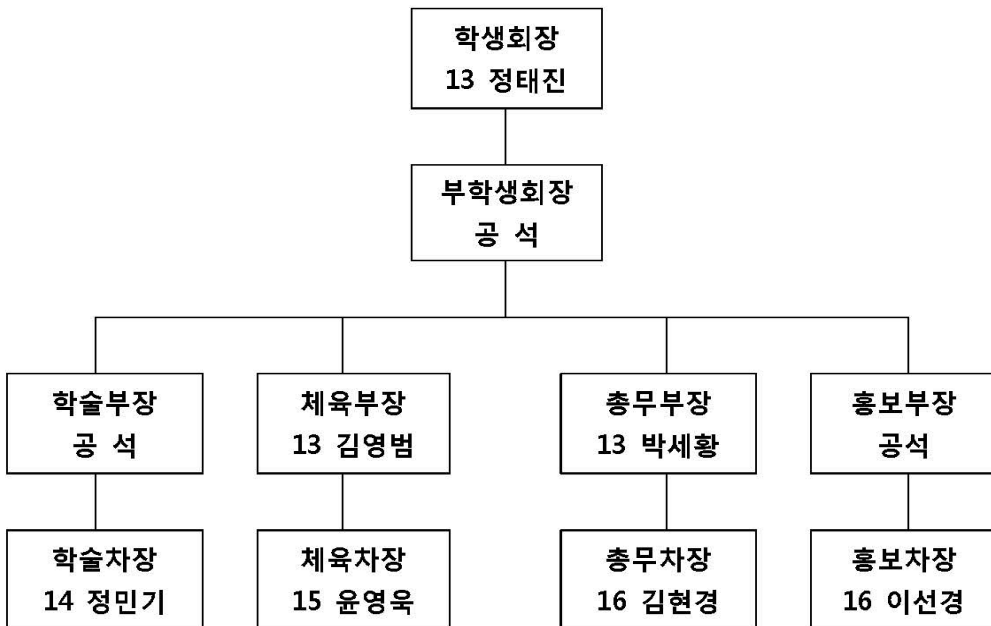 학생회장
13 정태진
부학생회장
공 석
학술부장
공 석
체육부장
13 김영범
총무부장
13 박세황
홍보부장
공석
학술차장
14 정민기
체육차장
15 윤영욱
총무차장
16 김현경
홍보차장
16 이선경